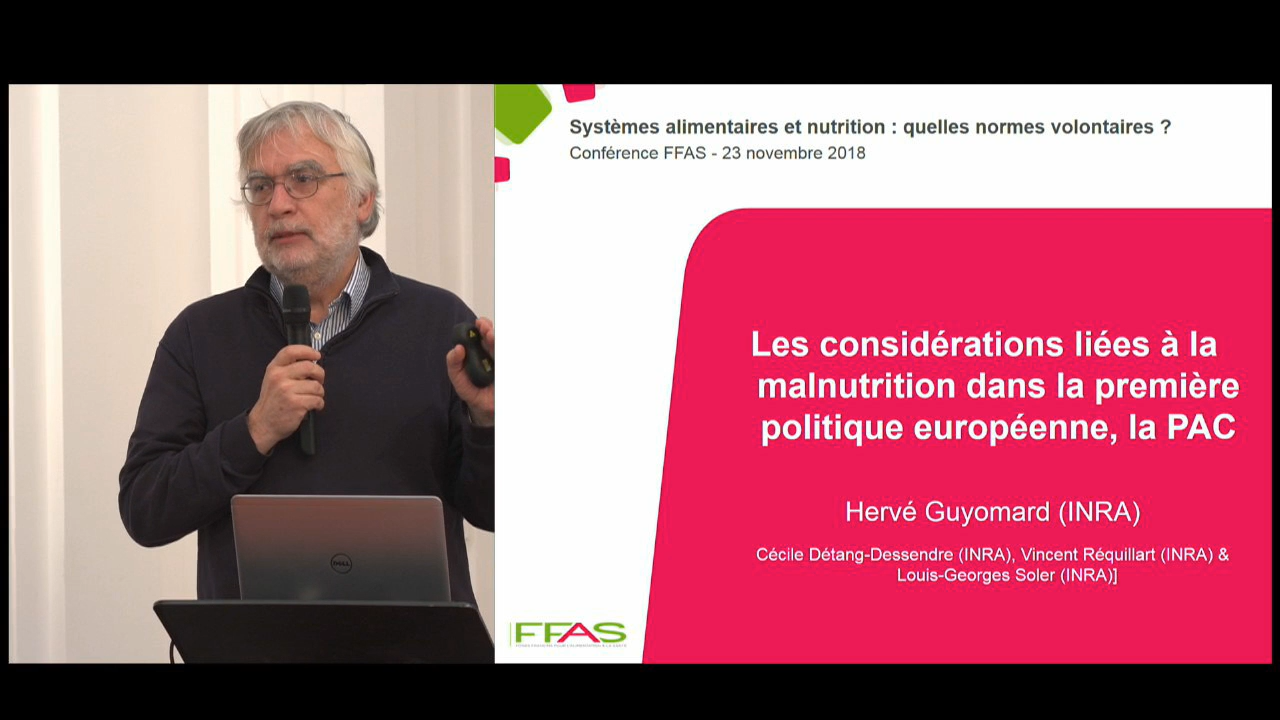 Systèmes alimentaires et nutrition : quelles normes volontaires ?
Conférence FFAS - 23 novembre 2018
Les considérations liées à la
malnutrition dans la première
politique européenne, la PAC
Hervé Guyomard (INRA)
Cécile Détang-Dessendre (INRA), Vincent Réquillart (INRA) &
Louis-Georges Soler (INRA)]
DELL
FFAS